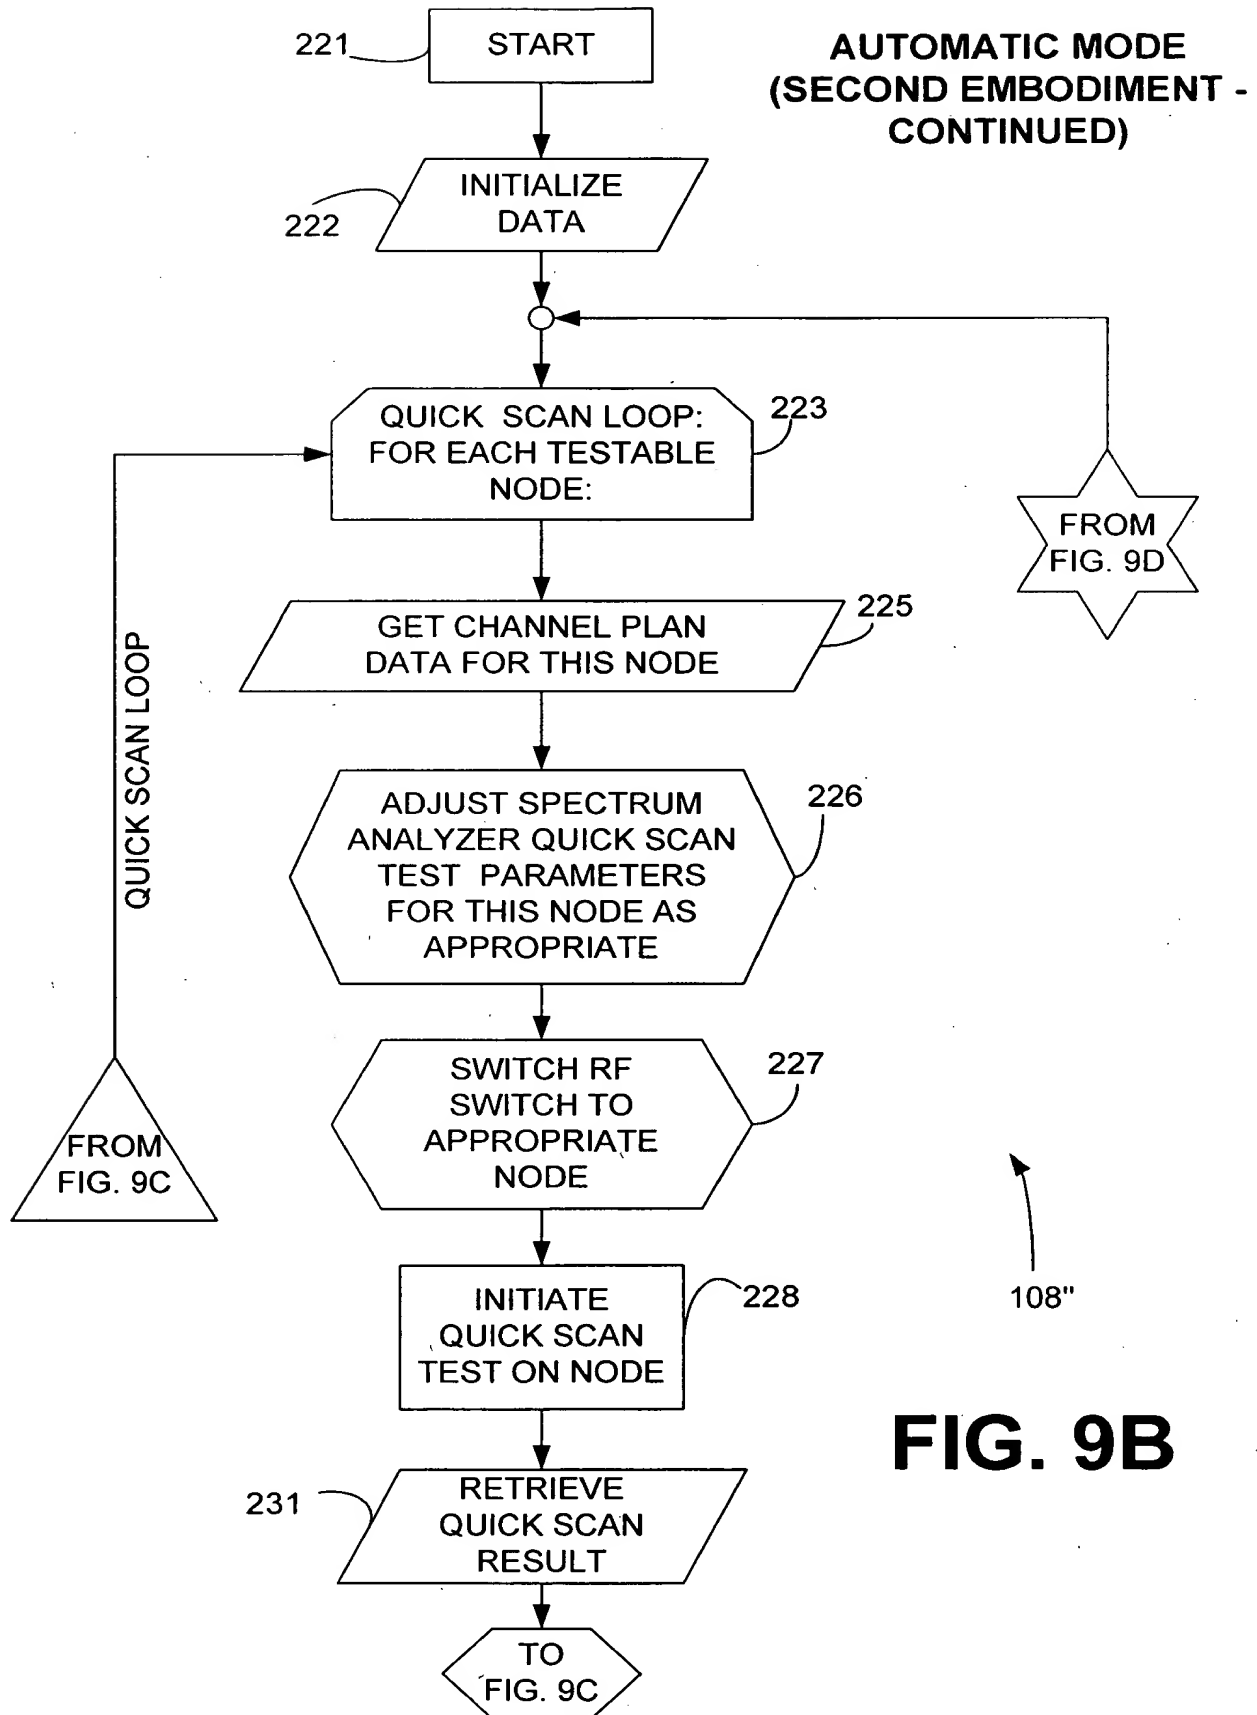 221
START
AUTOMATIC MODE
(SECOND EMBODIMENT -
CONTINUED)
222
INITIALIZE
DATA
QUICK SCAN LOOP:
FOR EACH TESTABLE
NODE:
223
FROM
FIG. 9D
GET CHANNEL PLAN
DATA FOR THIS NODE
225
QUICK SCAN LOOP
ADJUST SPECTRUM
ANALYZER QUICK SCAN
TEST PARAMETERS
FOR THIS NODE AS
APPROPRIATE
226
SWITCH RF
SWITCH TO
APPROPRIATE
NODE
227
FROM
FIG. 9C
INITIATE
QUICK SCAN
TEST ON NODE
228
108"
FIG. 9B
231
RETRIEVE
QUICK SCAN
RESULT
TO
FIG. 9C